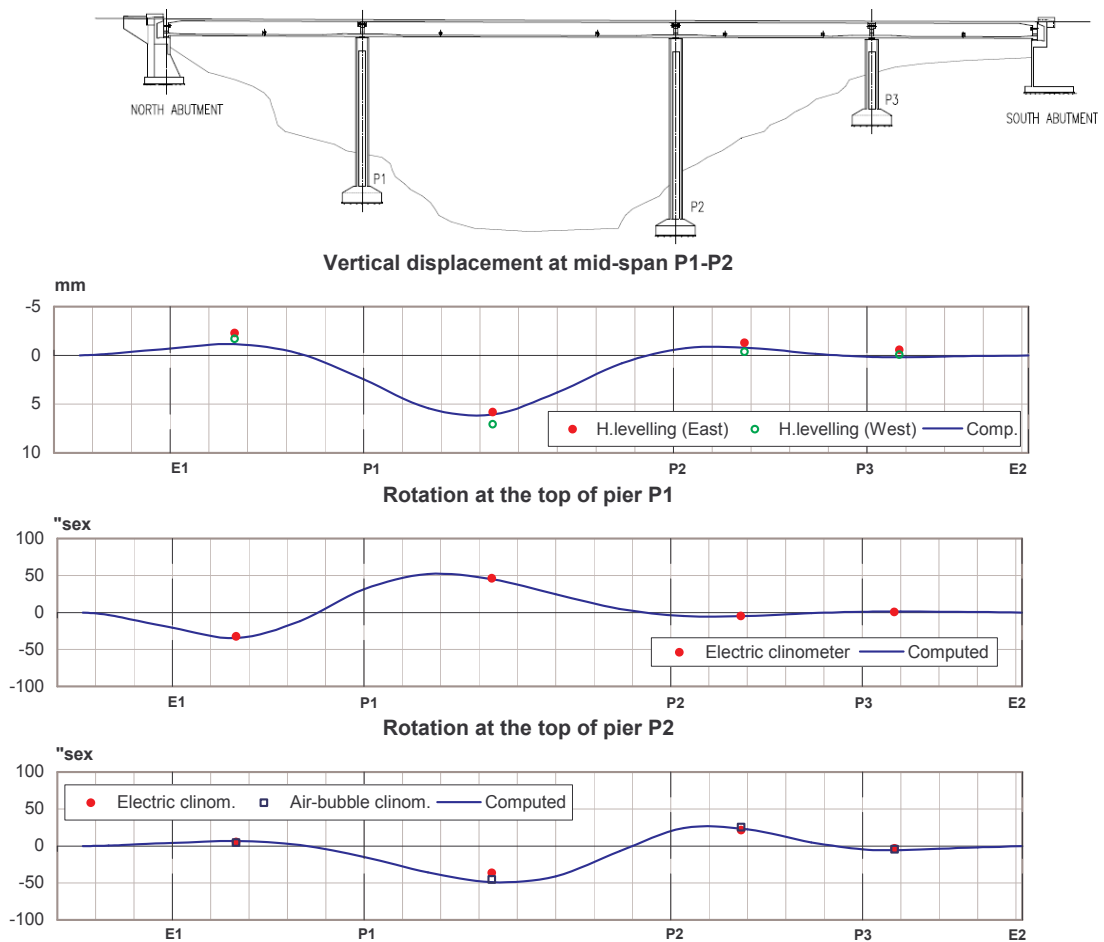 NORTH ABUTMENT
P1
P2
P3
SOUTH ABUTMENT
Vertical displacement at mid-span P1-P2
mm
-5
0
5
10
H.levelling (East) H.levelling (West) Comp.
E1 P1 P2 P3 E2
Rotation at the top of pier P1
"sex
100
50
0
-50
-100
Electric clinometer Computed
E1 P1 P2 P3 E2
Rotation at the top of pier P2
"sex
100
50
0
-50
-100
Electric clinom. Air-bubble clinom. Computed
E1 P1 P2 P3 E2